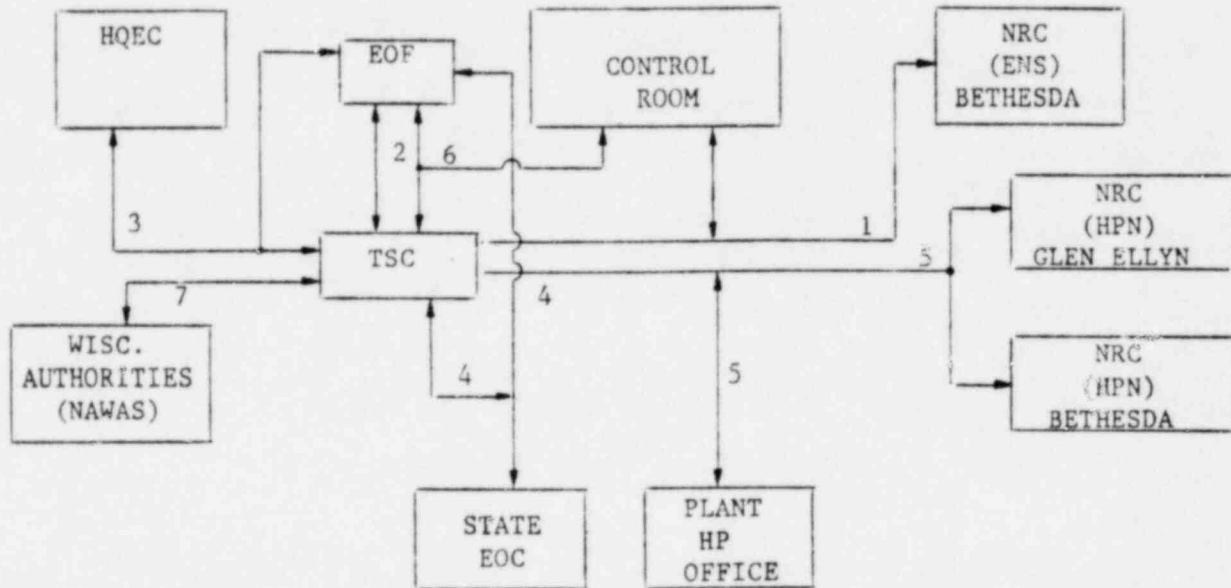 HQEC
EOF
CONTROL
ROOM
NRC
(ENS)
BETHESDA
2
6
3
1
NRC
(HPN)
GLEN ELLYN
TSC
5
7
4
WISC.
AUTHORITIES
(NAWAS)
4
5
NRC
(HPN)
BETHESDA
STATE
EOC
PLANT
HP
OFFICE